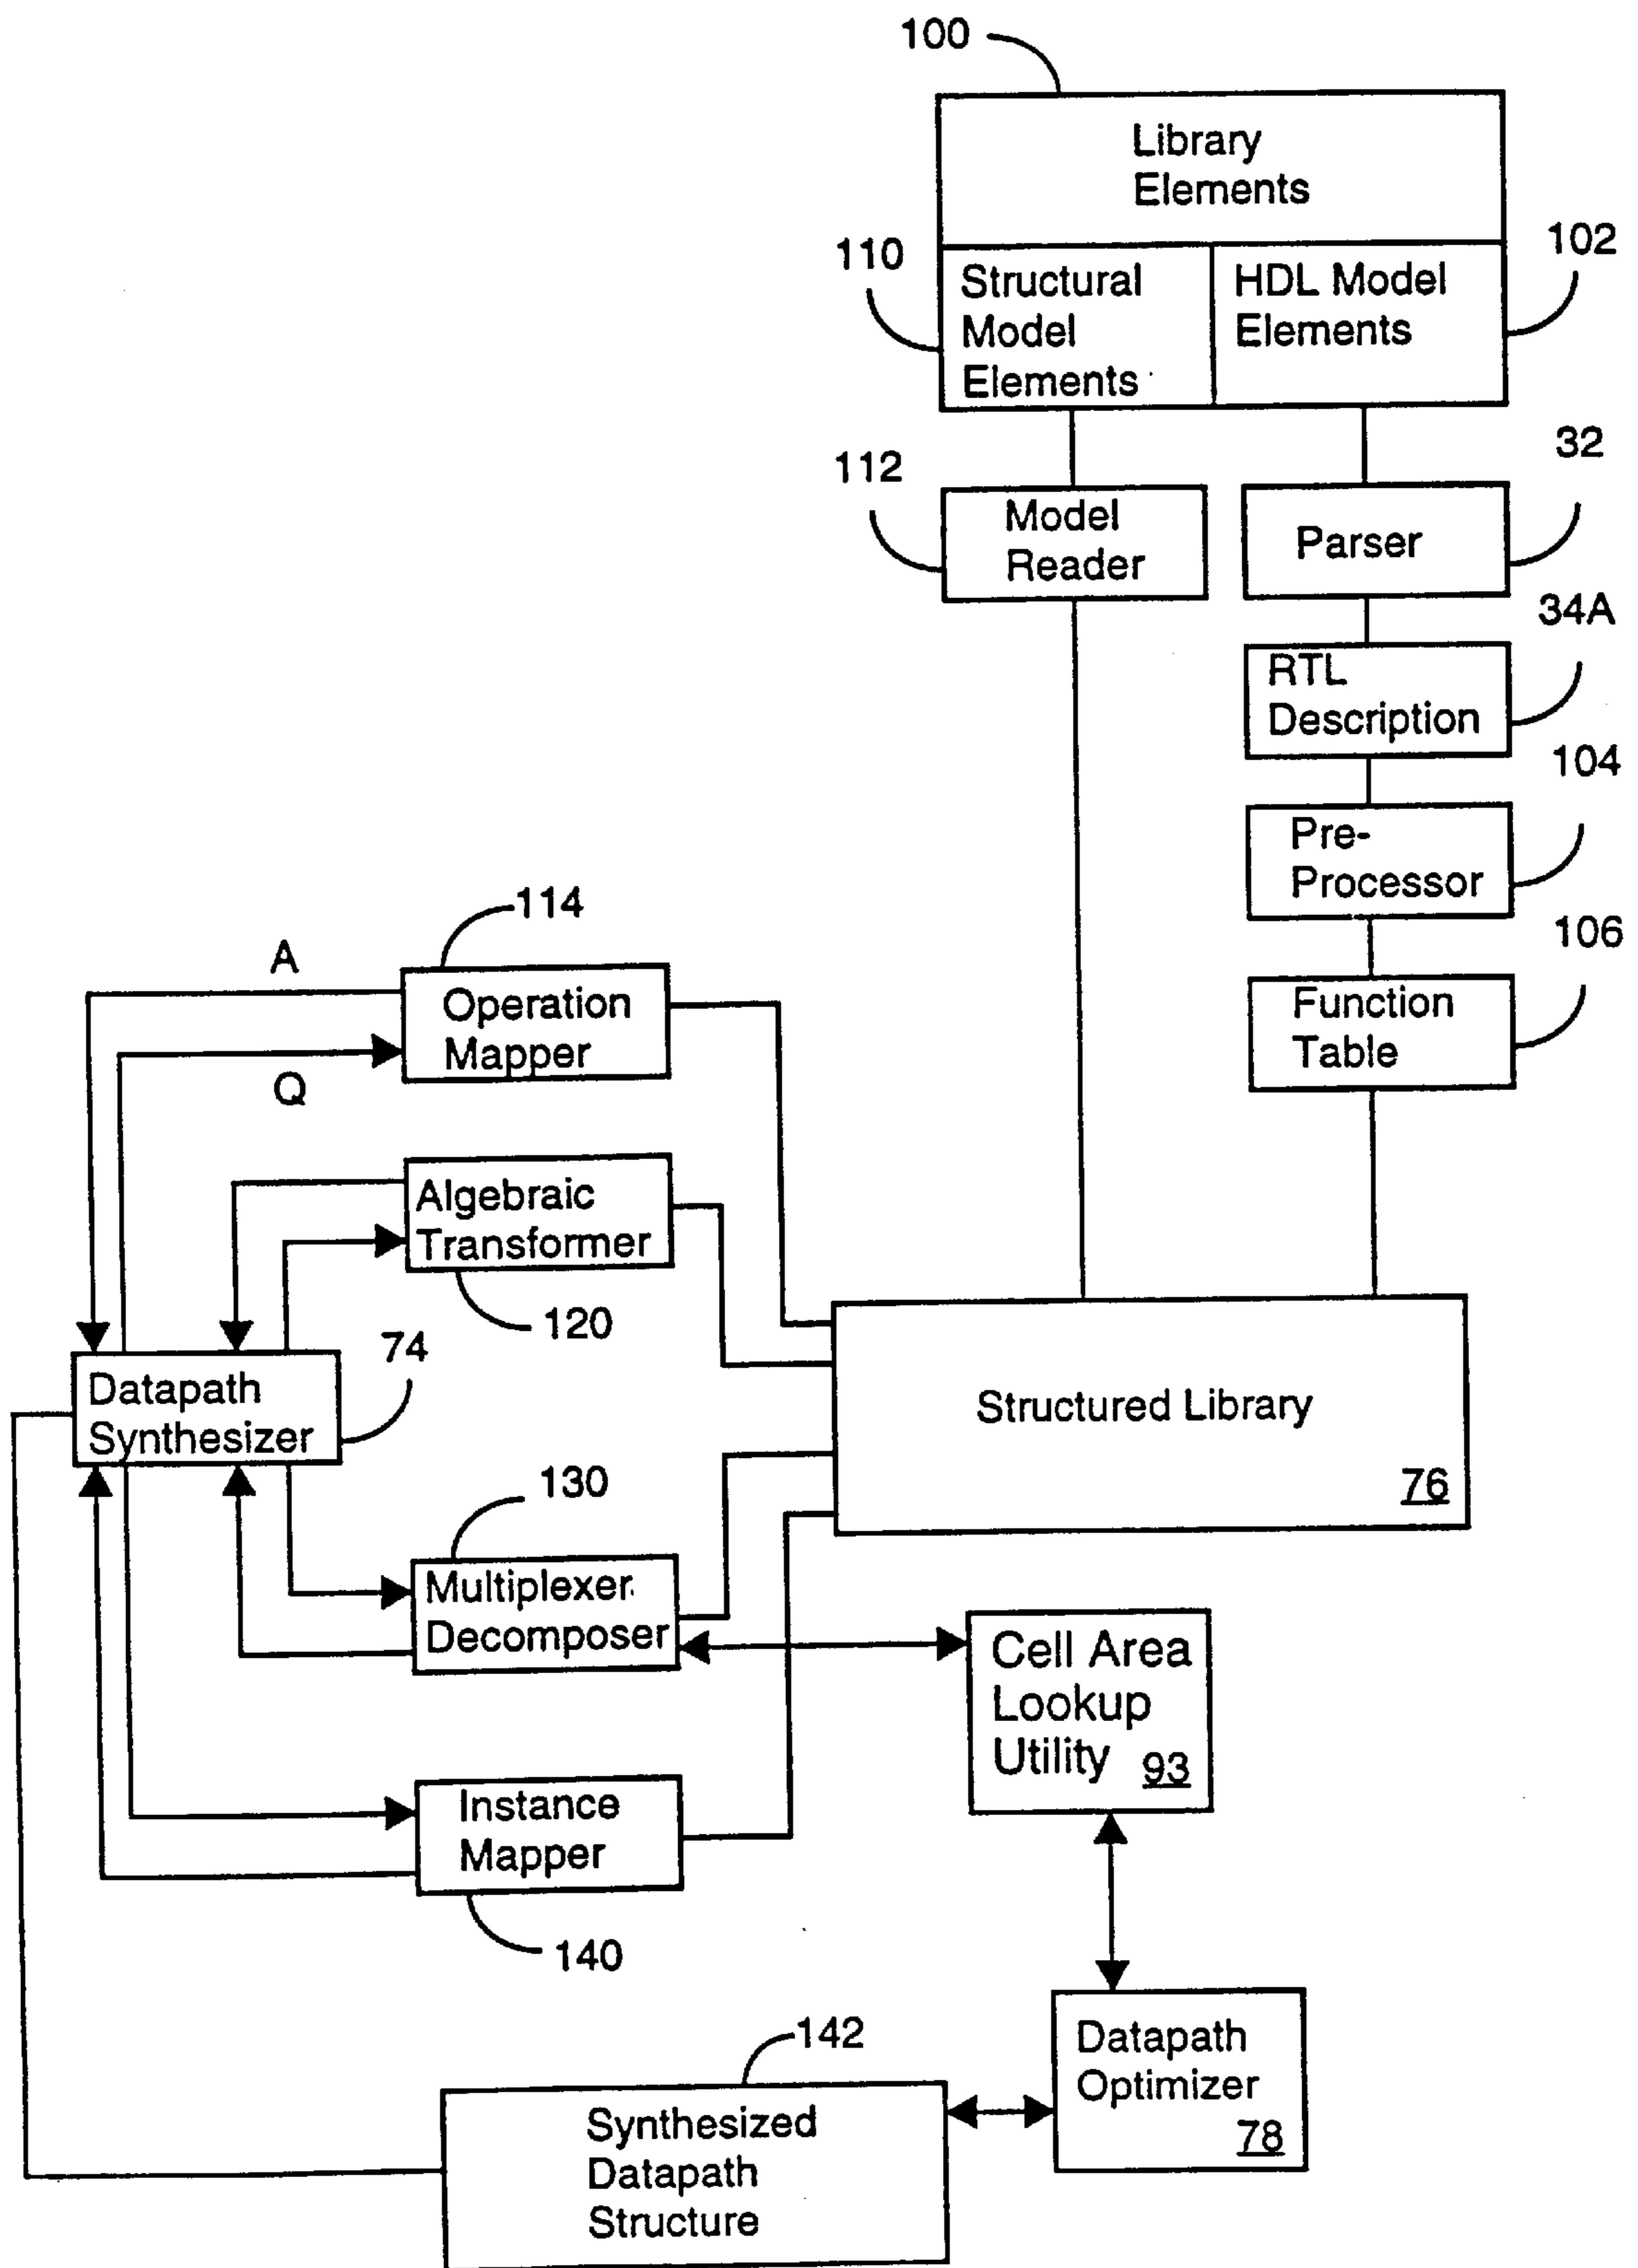 100
Library
Elements
110
102
Structural
Model
Elements
HDL Model
Elements
112
32
Model
Reader
Parser
34A
RTL
Description
104
Pre-
Processor
106
Function
Table
114
A
Operation
Mapper
Q
Algebraic
Transformer
120
74
Datapath
Synthesizer
Structured Library
76
130
Multiplexer
Decomposer
Cell Area
Lookup
Utility
93
Instance
Mapper
140
142
Datapath
Optimizer
78
Synthesized
Datapath
Structure